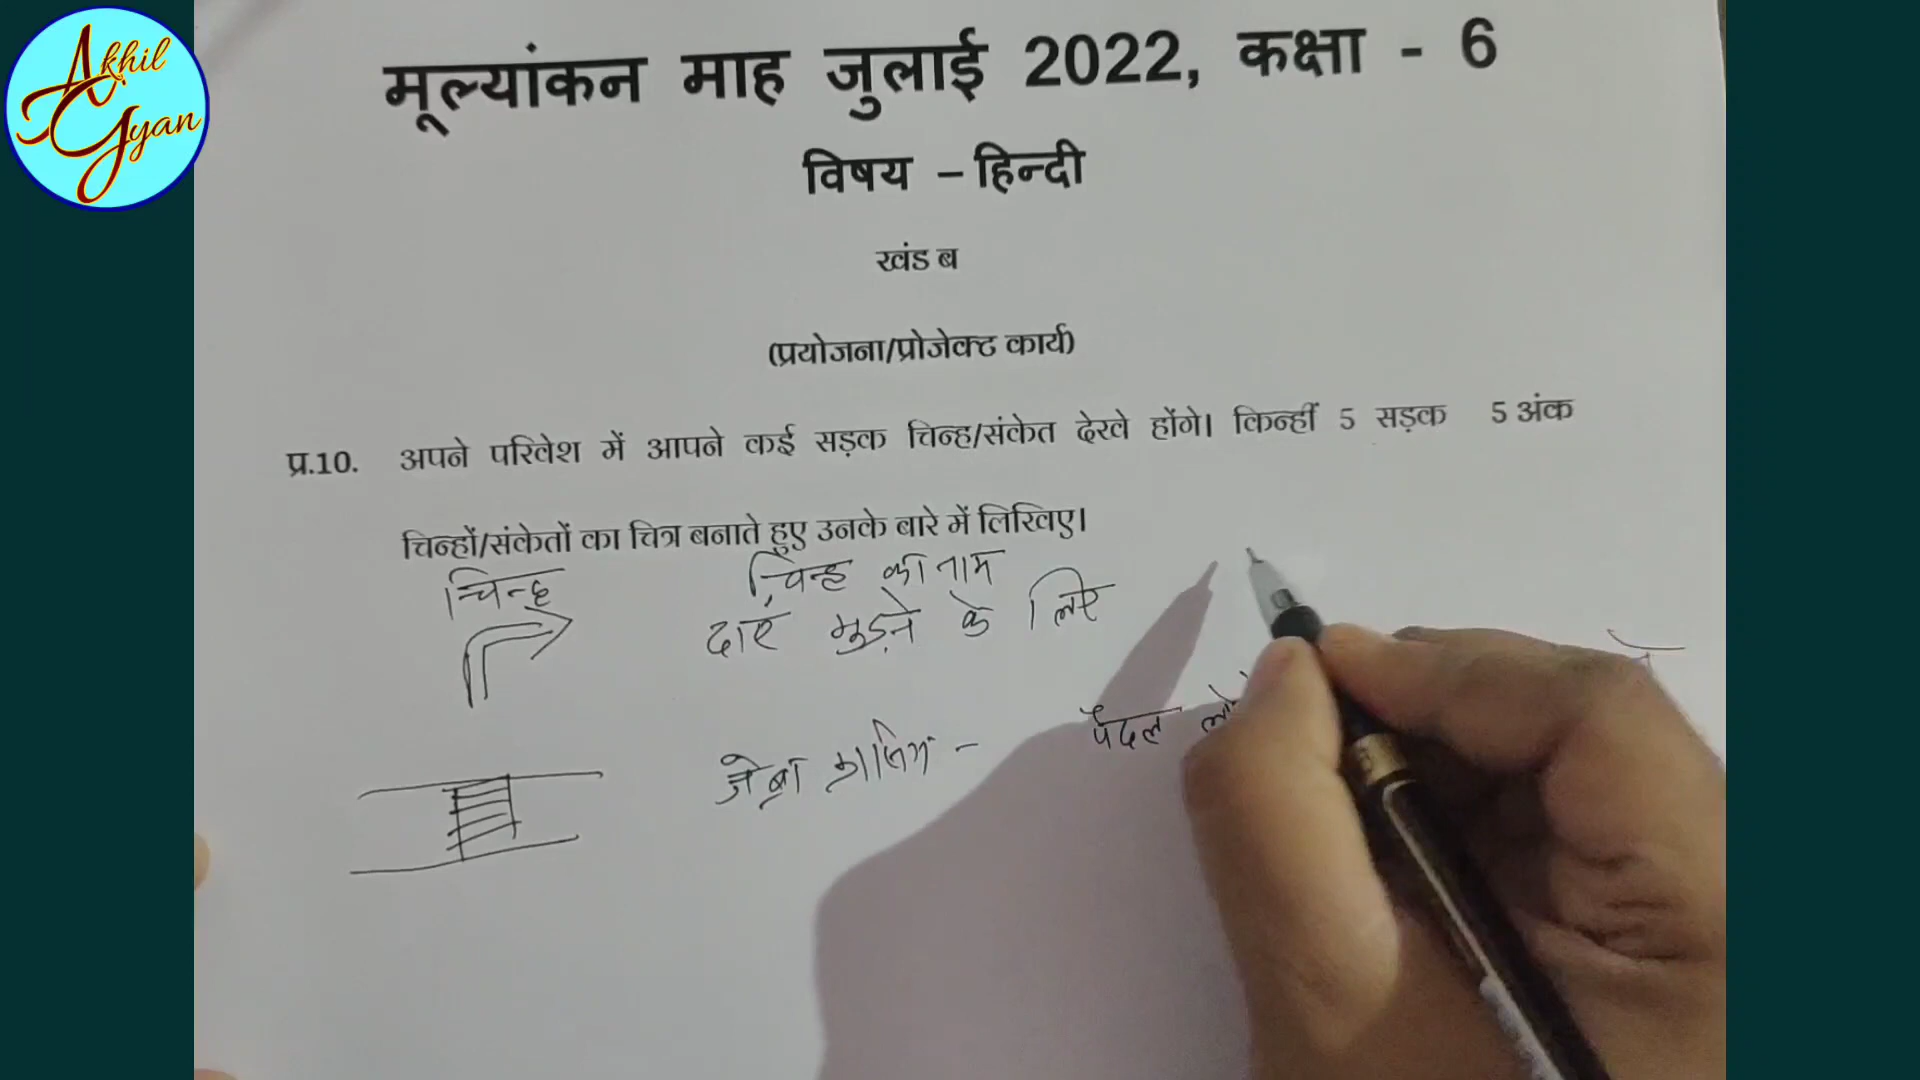 Akhil
Gyan
मूल्यांकन माह जुलाई 2022, कक्षा - 6
विषय – हिन्दी
खंड ब
(प्रयोजना/प्रोजेक्ट कार्य)
प्र.10. अपने परिवेश में आपने कई सड़क चिन्ह/संकेत देखे होंगे। किन्हीं 5 सड़क 5 अंक
चिन्हों/संकेतों का चित्र बनाते हुए उनके बारे में लिखिए।
चिन्ह चिन्ह का नाम
दाएं मुड़ने के लिए
जेब्रा क्रासिंग – पैदल